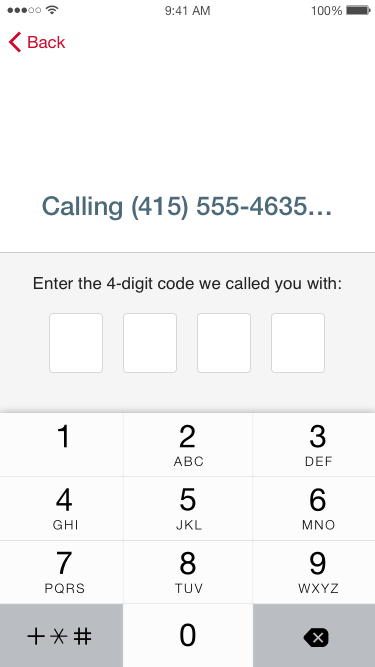 9:41 AM 100%
Back
Calling (415) 555-4635...
Enter the 4-digit code we called you with:
1 2 3
ABC DEF
4 5 6
GHI JKL MNO
7 8 9
PQRS TUV WXYZ
+*# 0